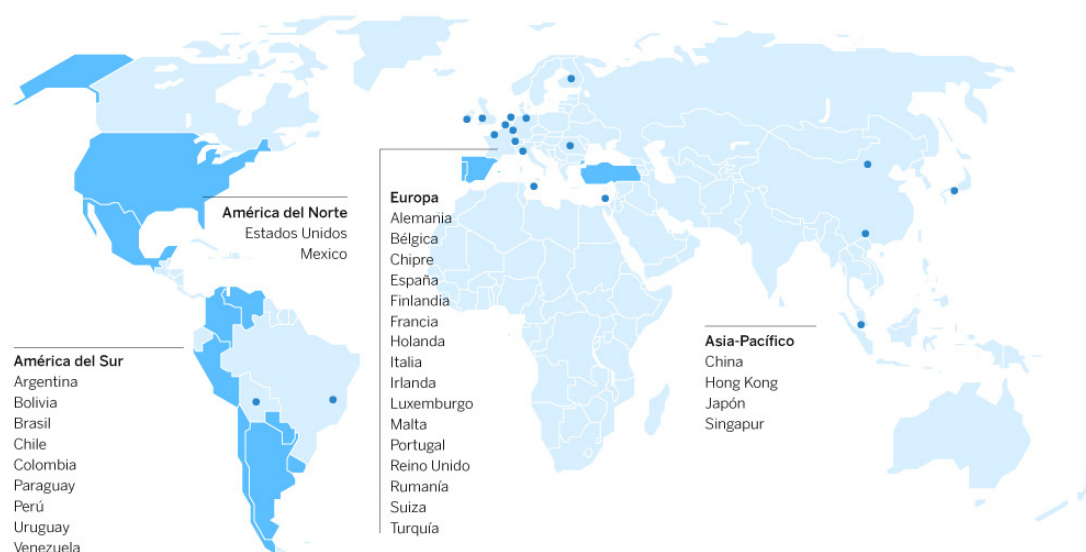 América del Norte
Estados Unidos
Mexico
América del Sur
Argentina
Bolivia
Brasil
Chile
Colombia
Paraguay
Perú
Uruguay
Venezuela
Europa
Alemania
Bélgica
Chipre
España
Finlandia
Francia
Holanda
Italia
Irlanda
Luxemburgo
Malta
Portugal
Reino Unido
Rumanía
Suiza
Turquía
Asia-Pacífico
China
Hong Kong
Japón
Singapur